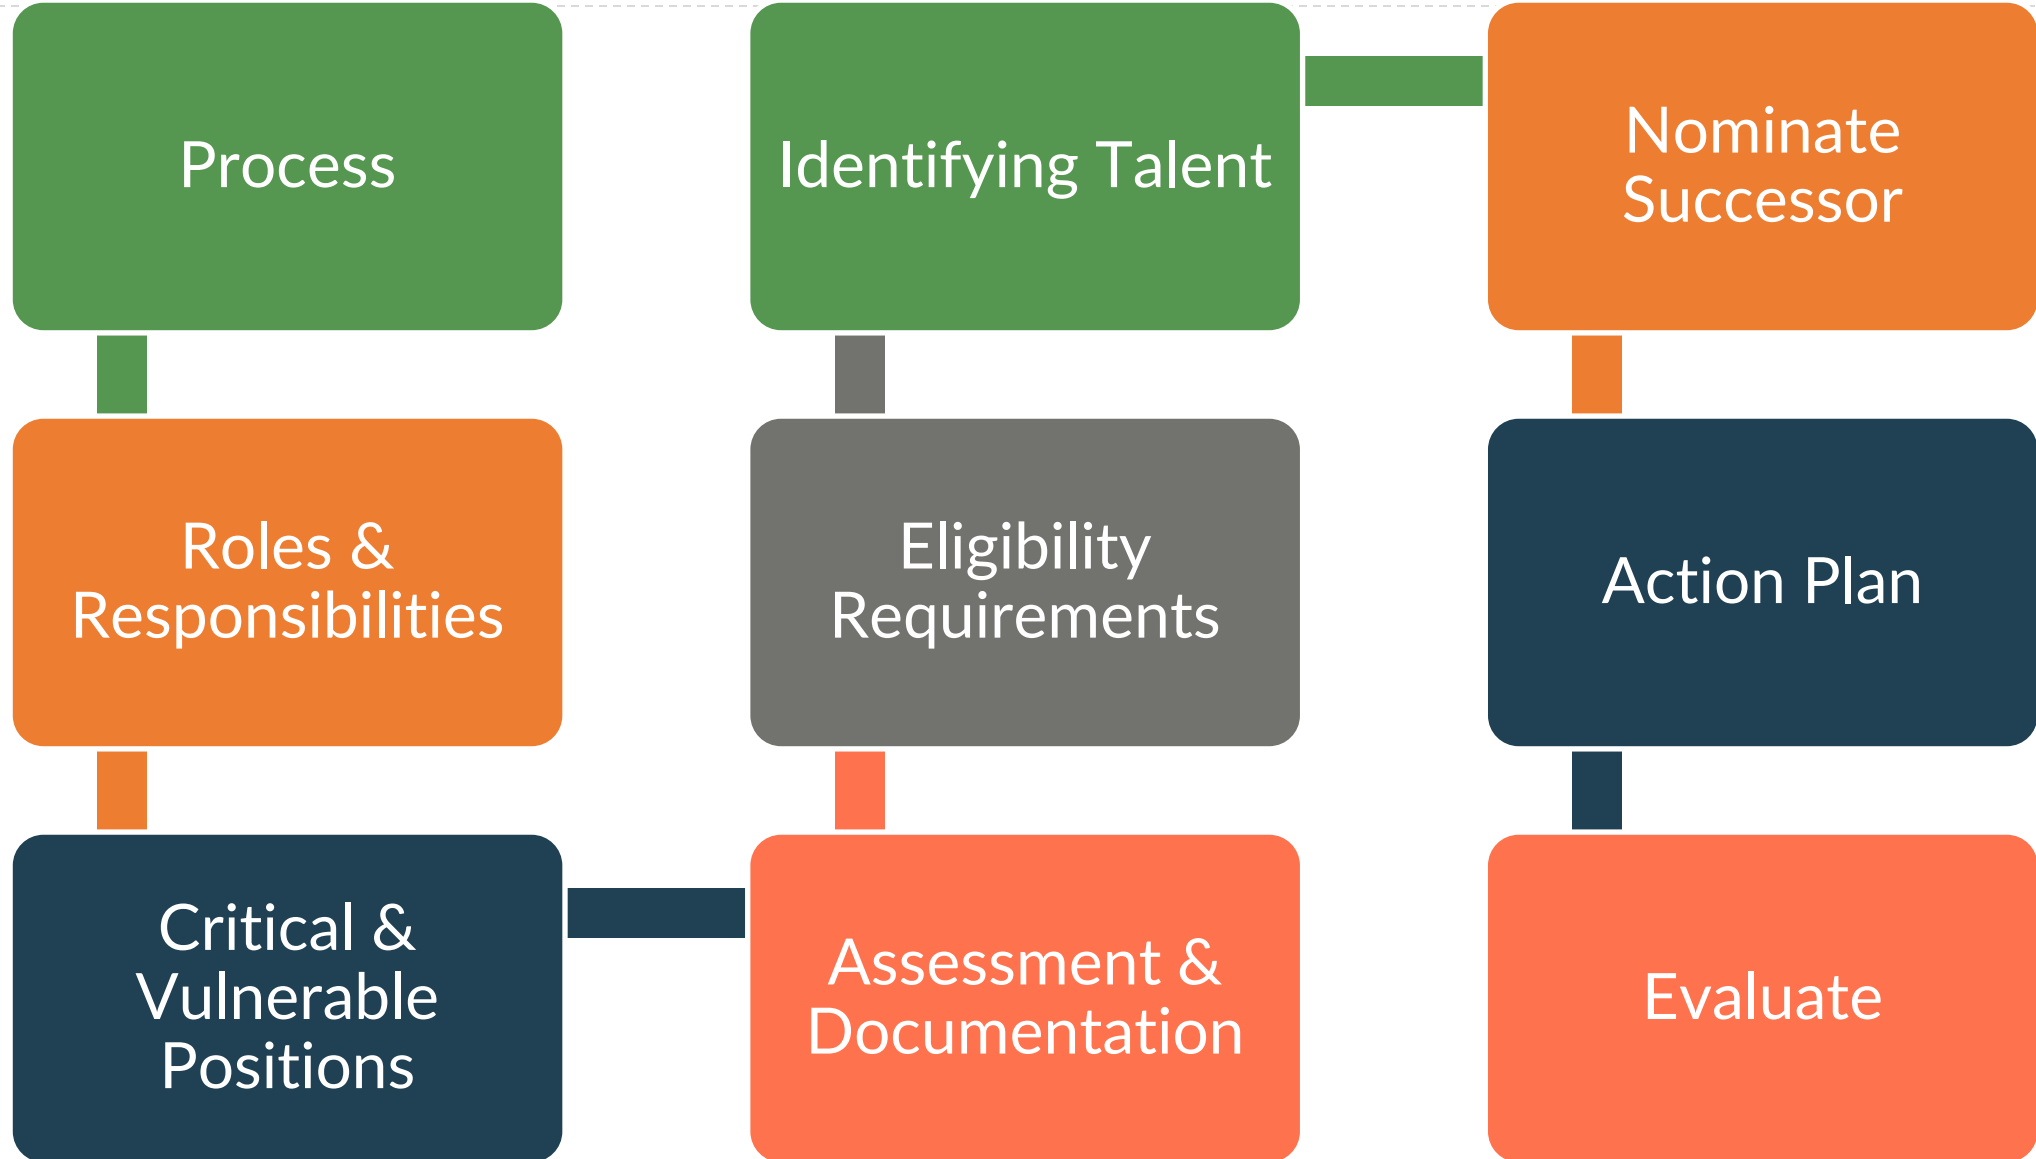 Process
Roles &
Responsibilities
Critical &
Vulnerable
Positions
Assessment &
Documentation
Eligibility
Requirements
Identifying Talent
Nominate
Successor
Action Plan
Evaluate